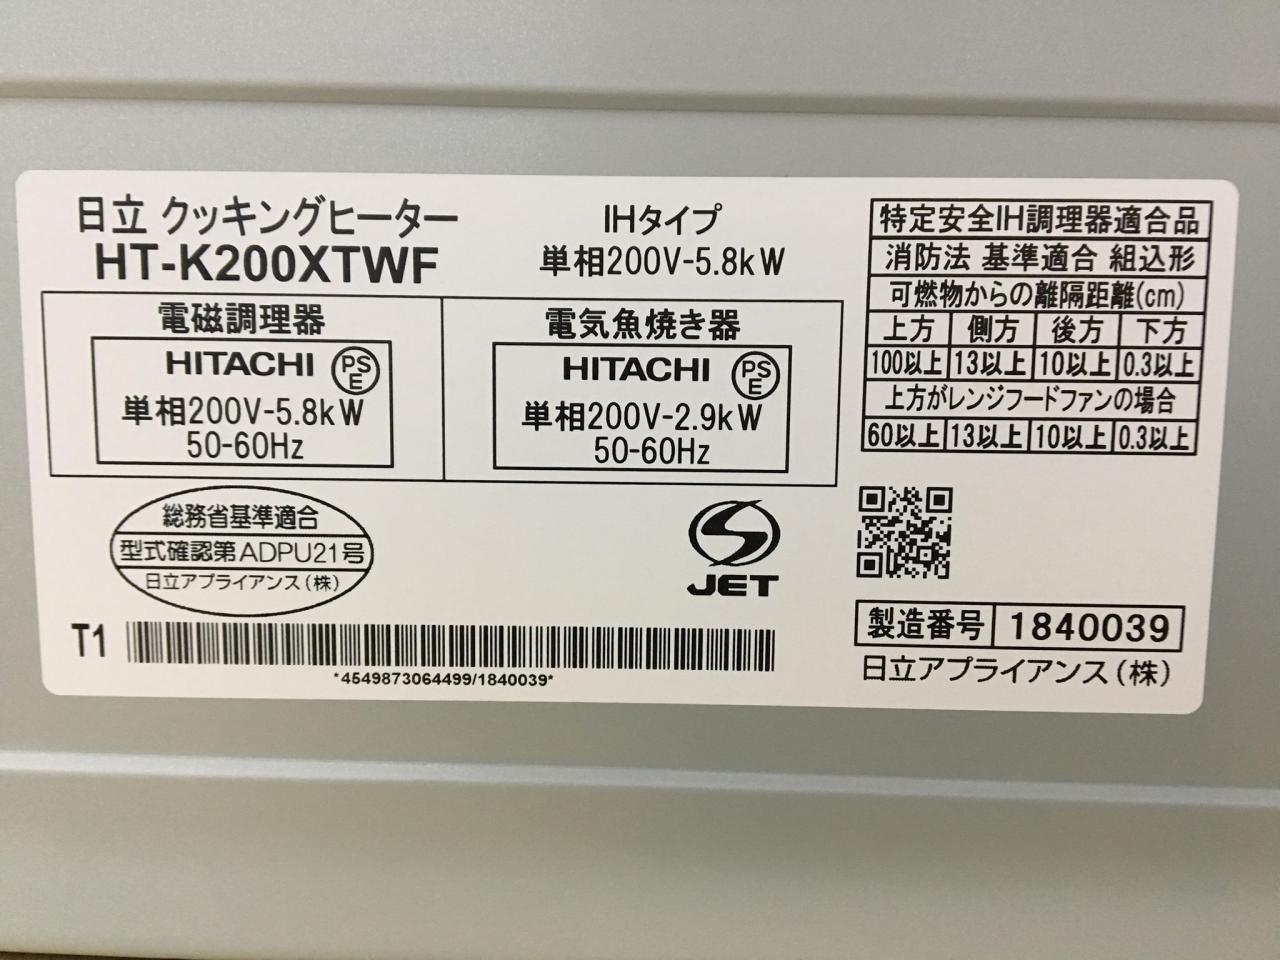 日立 クッキングヒーター
HT-K200XTWF
IHタイプ
単相200V-5.8kW
電磁調理器
HITACHI
PS
E
単相200V-5.8kW
50-60Hz
電気魚焼き器
HITACHI
PS
E
単相200V-2.9kW
50-60Hz
特定安全IH調理器適合品
消防法 基準適合 組込形
可燃物からの離隔距離(cm)
上方 側方 後方 下方
100以上 13以上 10以上 0.3以上
上方がレンジフードファンの場合
60以上 13以上 10以上 0.3以上
総務省基準適合
型式確認第ADPU21号
日立アプライアンス(株)
JET
T1
*4549873064499/1840039*
製造番号 1840039
日立アプライアンス(株)